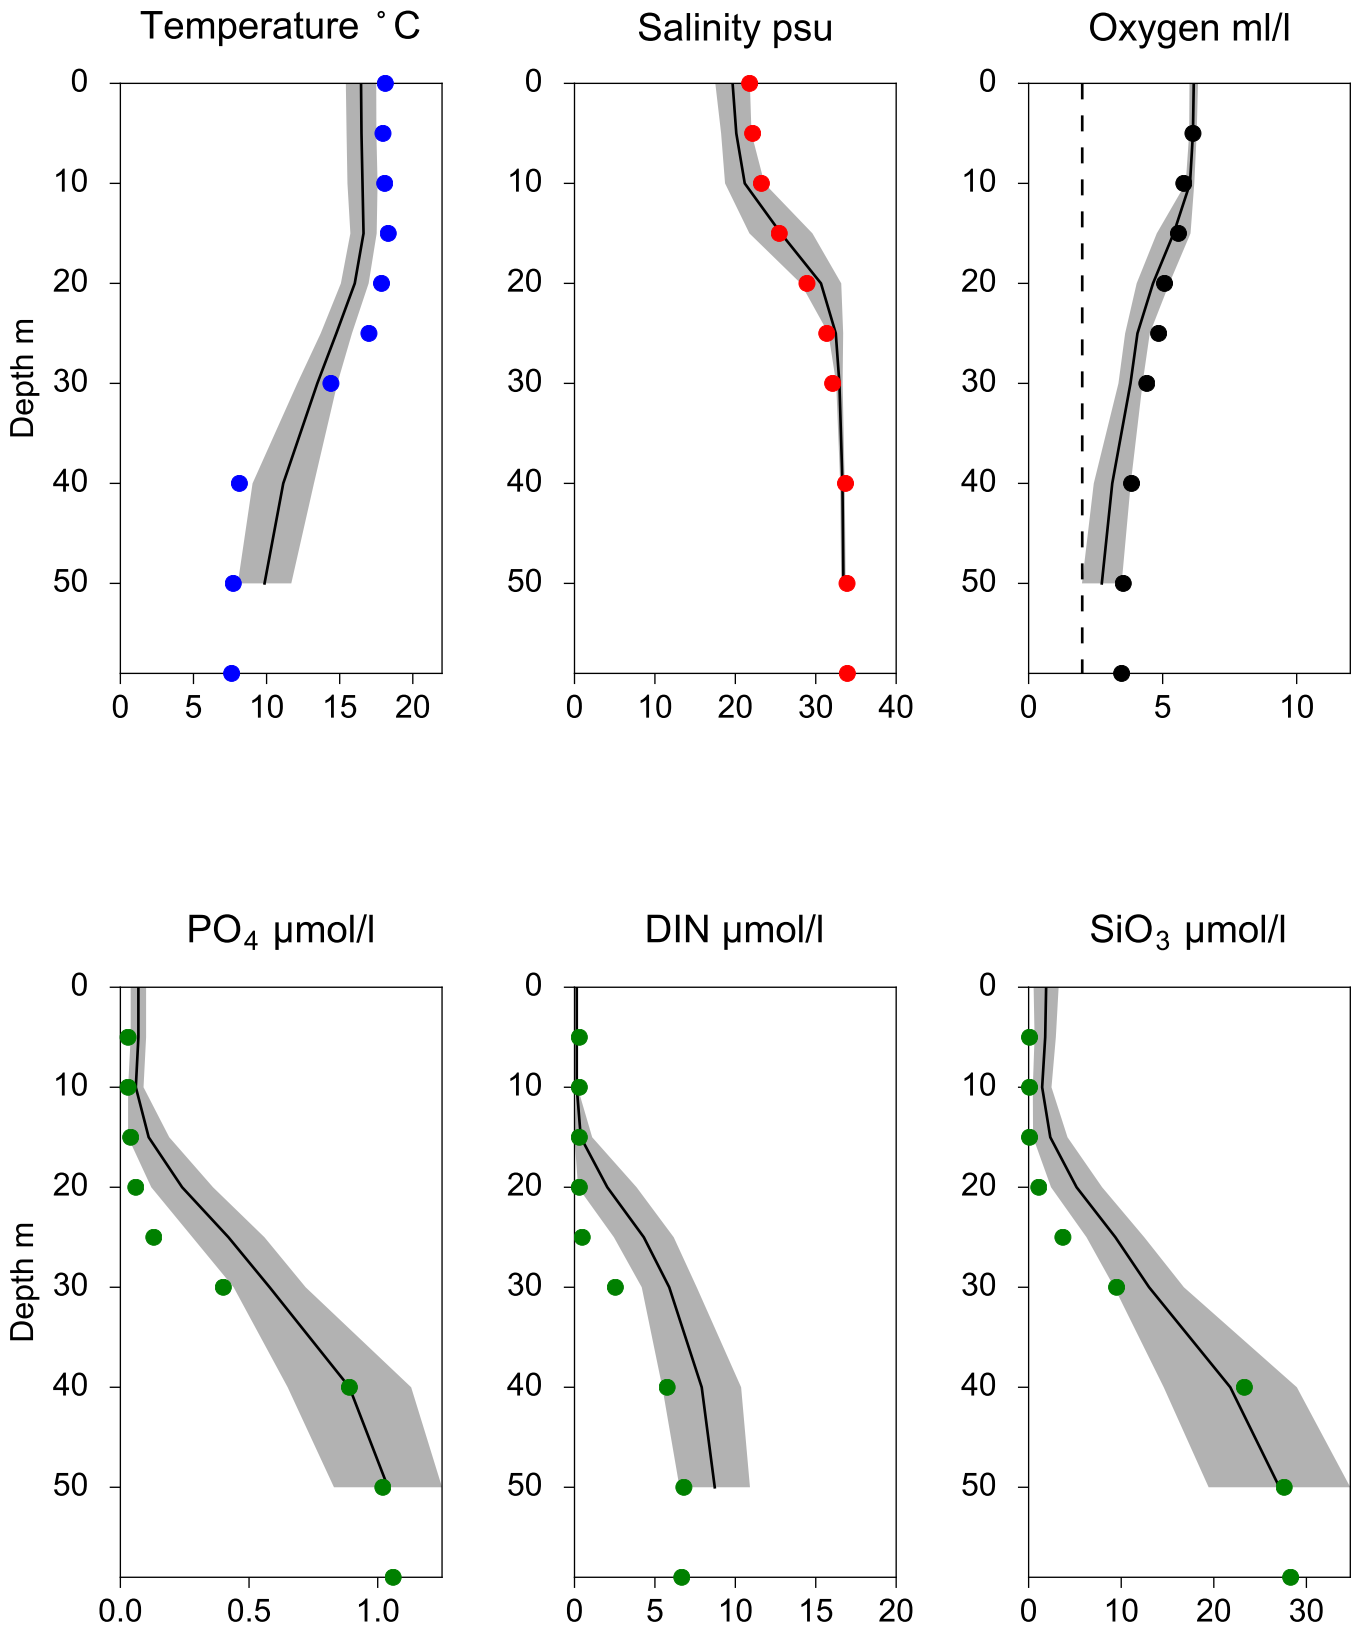 Temperature °C
Salinity psu
Oxygen ml/l
0
10
20
30
40
50
Depth m
0 5 10 15 20
0
10
20
30
40
50
0 10 20 30 40
0
10
20
30
40
50
0 5 10
PO₄ µmol/l
DIN µmol/l
SiO₃ µmol/l
0
10
20
30
40
50
Depth m
0.0 0.5 1.0
0
10
20
30
40
50
0 5 10 15 20
0
10
20
30
40
50
0 10 20 30